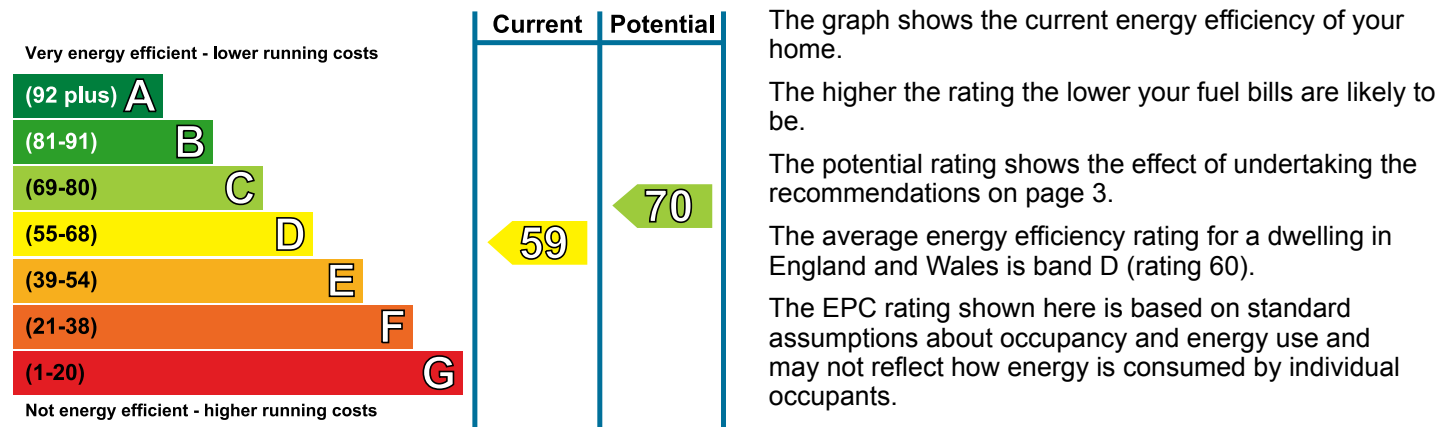 Current Potential
Very energy efficient - lower running costs
(92 plus) A
(81-91) B
(69-80) C
(55-68) D
(39-54) E
(21-38) F
(1-20) G
Not energy efficient - higher running costs
59
70
The graph shows the current energy efficiency of your
home.
The higher the rating the lower your fuel bills are likely to
be.
The potential rating shows the effect of undertaking the
recommendations on page 3.
The average energy efficiency rating for a dwelling in
England and Wales is band D (rating 60).
The EPC rating shown here is based on standard
assumptions about occupancy and energy use and
may not reflect how energy is consumed by individual
occupants.